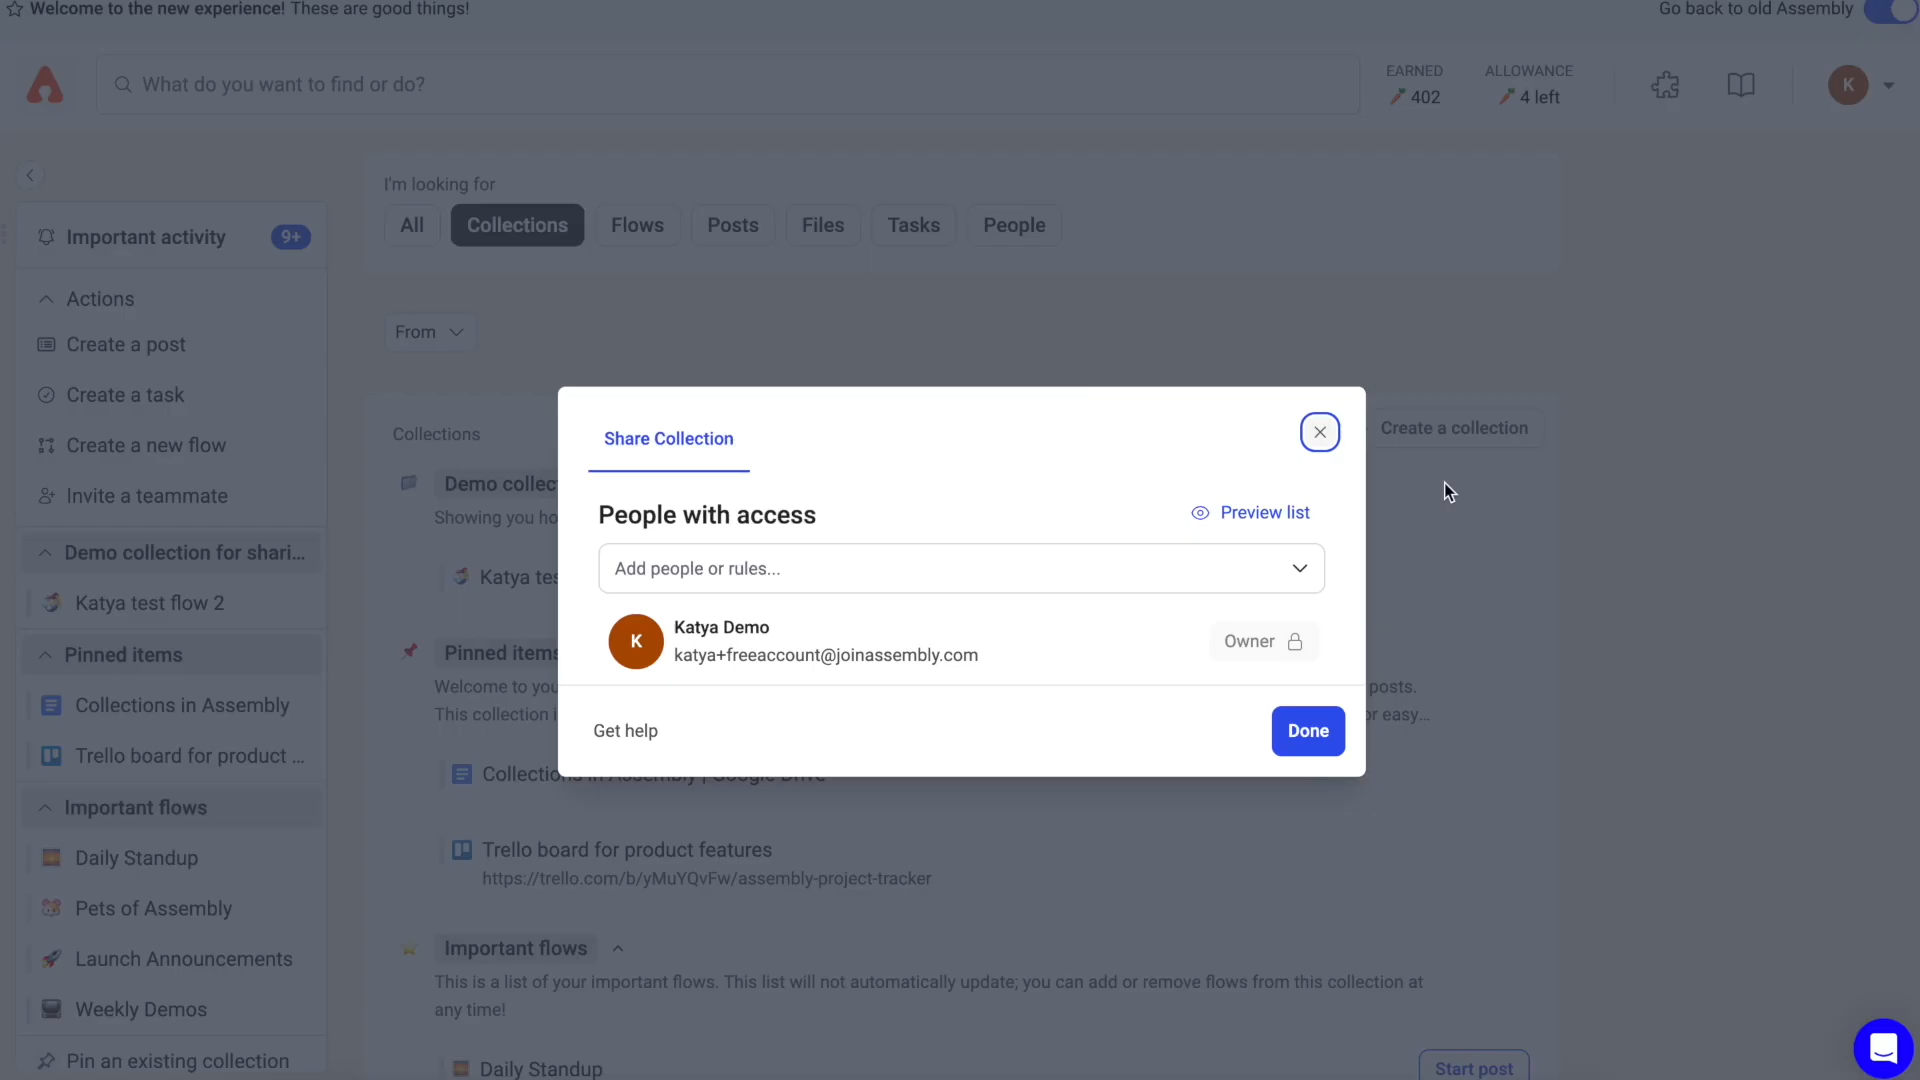 Welcome to the new experience! These are good things!
Go back to old Assembly
What do you want to find or do?
EARNED
402
ALLOWANCE
4 left
K
I'm looking for
All
Collections
Flows
Posts
Files
Tasks
People
Important activity
9+
Actions
Create a post
Create a task
Create a new flow
Invite a teammate
Demo collection for shari...
Katya test flow 2
Pinned items
Collections in Assembly
Trello board for product ...
Important flows
Daily Standup
Pets of Assembly
Launch Announcements
Weekly Demos
Pin an existing collection
From
Collections
Create a collection
Demo collec
Showing you ho
Katya tes
Pinned items
Welcome to you
posts.
This collection i
or easy...
Collections in Assembly | Google Drive
Trello board for product features
https://trello.com/b/yMuYQvFw/assembly-project-tracker
Important flows
This is a list of your important flows. This list will not automatically update; you can add or remove flows from this collection at
any time!
Daily Standup
Start post
Share Collection
People with access
Preview list
Add people or rules...
K
Katya Demo
katya+freeaccount@joinassembly.com
Owner
Get help
Done